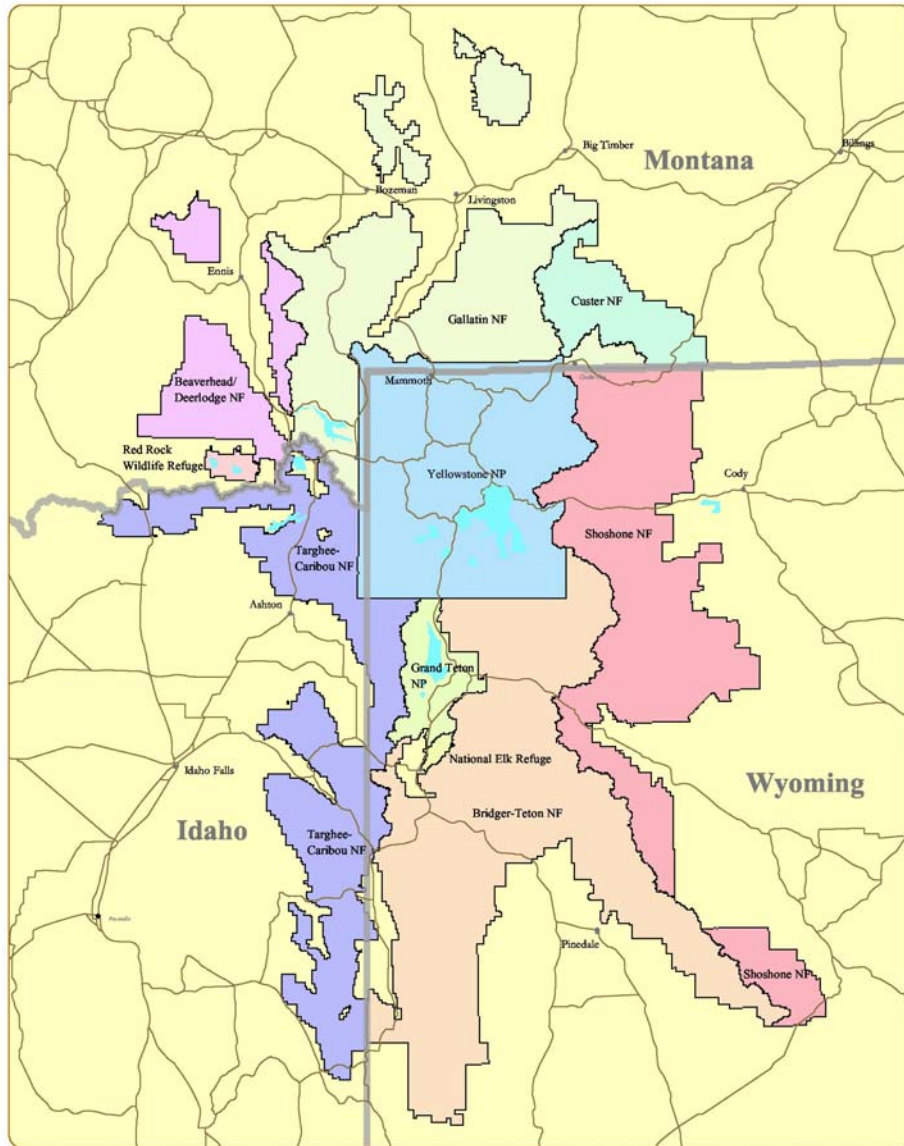 Big Timber
Billings
Montana
Bozeman
Livingston
Ennis
Custer NF
Gallatin NF
Mammoth
Beaverhead/
Deerlodge NF
Red Rock
Wildlife Refuge
Yellowstone NP
Cody
Shoshone NF
Targhee-
Caribou NF
Ashton
Grand Teton
NP
National Elk Refuge
Idaho Falls
Wyoming
Bridger-Teton NF
Idaho
Targhee-
Caribou NF
Pocatello
Pinedale
Shoshone NF